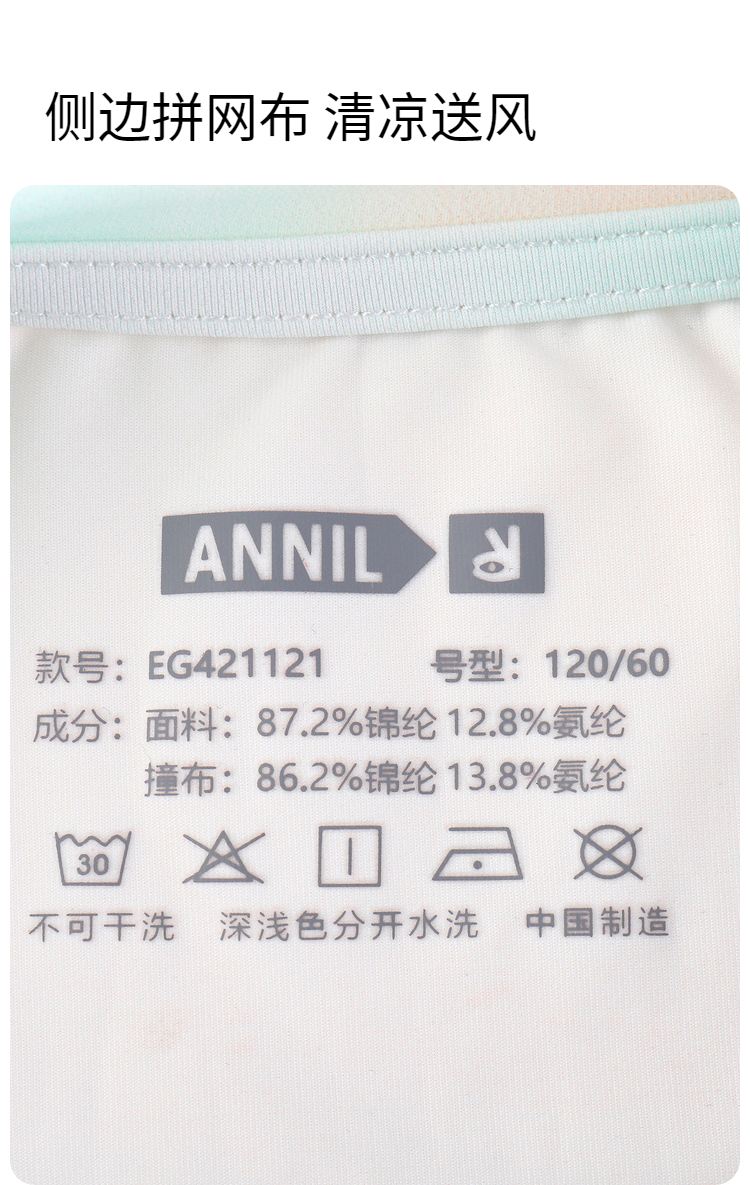 侧边拼网布 清凉送风
ANNIL R
款号：EG421121 号型：120/60
成分：面料：87.2%锦纶 12.8%氨纶
撞布：86.2%锦纶 13.8%氨纶
30
不可干洗 深浅色分开水洗 中国制造